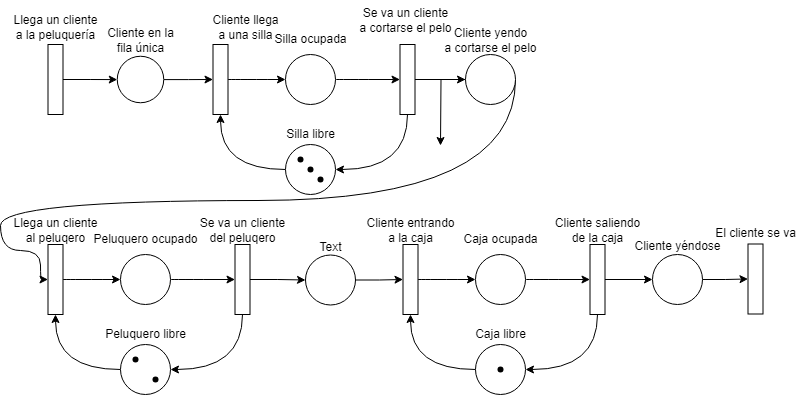 Llega un cliente
a la peluquería
Cliente en la
fila única
Cliente llega
a una silla
Silla ocupada
Se va un cliente
a cortarse el pelo
Cliente yendo
a cortarse el pelo
Silla libre
Llega un cliente
al peluqero
Peluquero ocupado
Se va un cliente
del peluqero
Text
Cliente entrando
a la caja
Caja ocupada
Cliente saliendo
de la caja
Cliente yéndose
El cliente se va
Peluquero libre
Caja libre